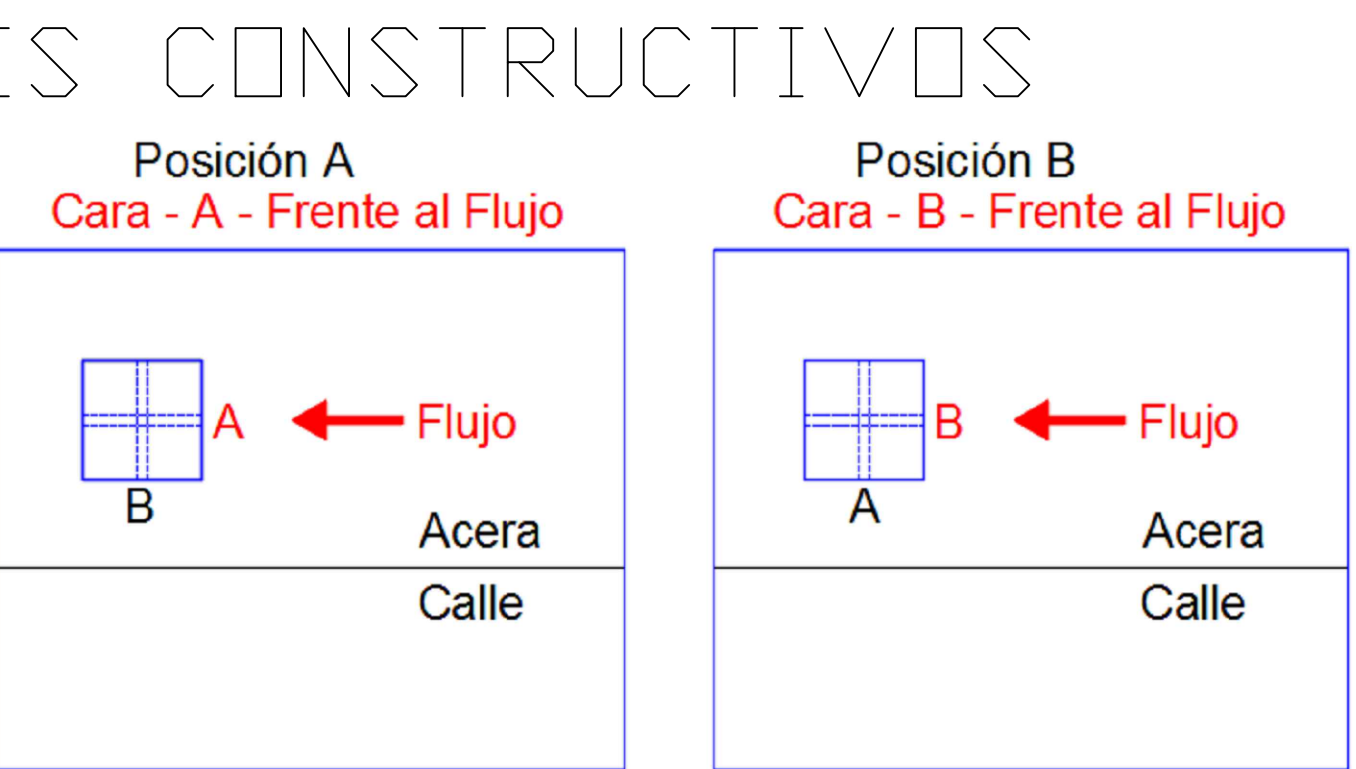 S CONSTRUCTIVOS
Posición A
Cara - A - Frente al Flujo
A
Flujo
B
Acera
Calle
Posición B
Cara - B - Frente al Flujo
B
Flujo
A
Acera
Calle